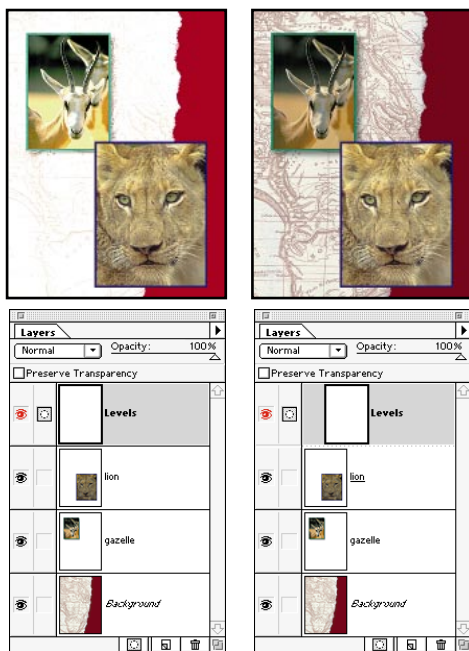 Layers
Normal Opacity: 100%
Preserve Transparency
Levels
lion
gazelle
Background
Layers
Normal Opacity: 100%
Preserve Transparency
Levels
lion
gazelle
Background